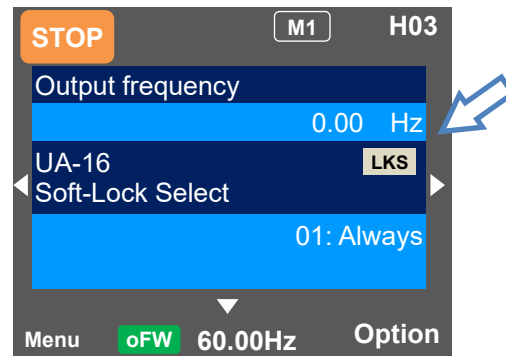 STOP M1 H03
Output frequency
0.00 Hz
UA-16 LKS
Soft-Lock Select
01: Always
Menu oFW 60.00Hz Option